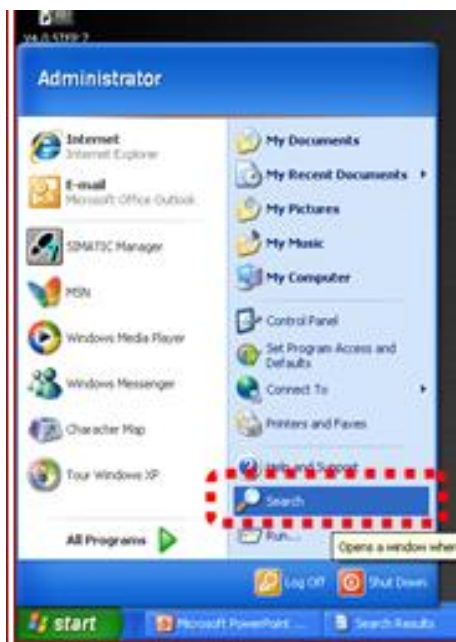 Administrator
Internet
Internet Explorer
E-mail
Microsoft Office Outlook
SIMATIC Manager
MSN
Windows Media Player
Windows Messenger
Character Map
Tour Windows XP
All Programs
My Documents
My Recent Documents
My Pictures
My Music
My Computer
Control Panel
Set Program Access and
Defaults
Connect To
Printers and Faxes
Help and Support
Search
Run...
Opens a window where
Log Off
Shut Down
start
Microsoft PowerPoint ...
Search Results